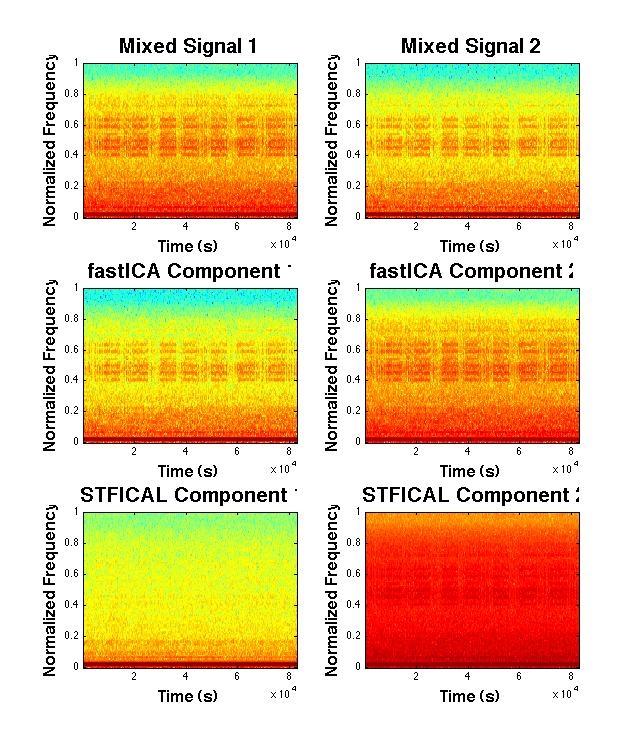 Mixed Signal 1
Mixed Signal 2
Normalized Frequency
1
0.8
0.6
0.4
0.2
0
2
4
6
8
x 10^4
Time (s)
Normalized Frequency
1
0.8
0.6
0.4
0.2
0
2
4
6
8
x 10^4
Time (s)
fastICA Component
fastICA Component 2
Normalized Frequency
1
0.8
0.6
0.4
0.2
0
2
4
6
8
x 10^4
Time (s)
Normalized Frequency
1
0.8
0.6
0.4
0.2
0
2
4
6
8
x 10^4
Time (s)
STFICAL Component
STFICAL Component 2
Normalized Frequency
1
0.8
0.6
0.4
0.2
0
2
4
6
8
x 10^4
Time (s)
Normalized Frequency
1
0.8
0.6
0.4
0.2
0
2
4
6
8
x 10^4
Time (s)